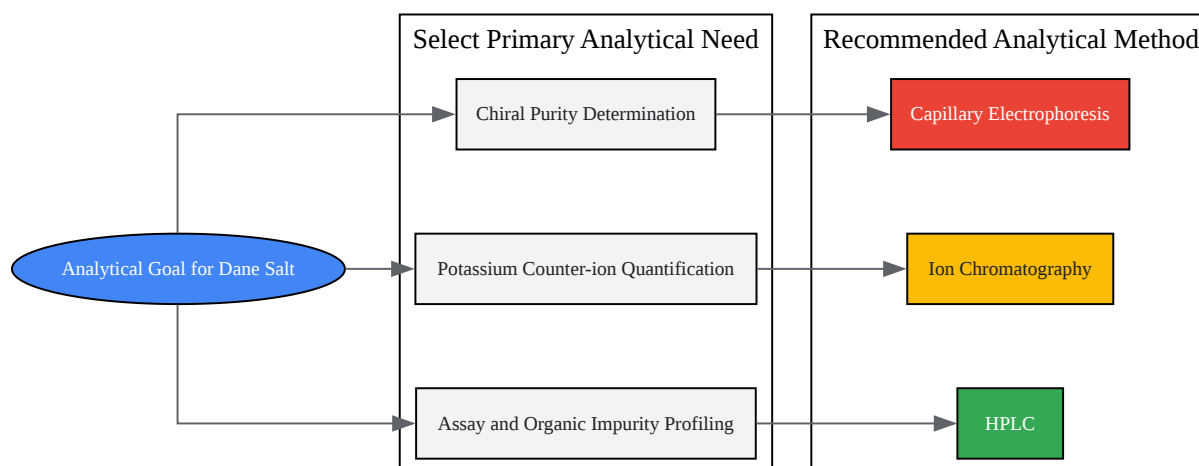 Select Primary Analytical Need
Recommended Analytical Method
Chiral Purity Determination
Capillary Electrophoresis
Analytical Goal for Dane Salt
Potassium Counter-ion Quantification
Ion Chromatography
Assay and Organic Impurity Profiling
HPLC